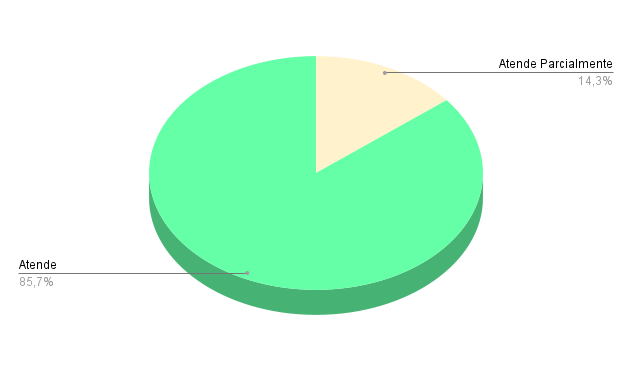 Atende Parcialmente
14,3%
Atende
85,7%